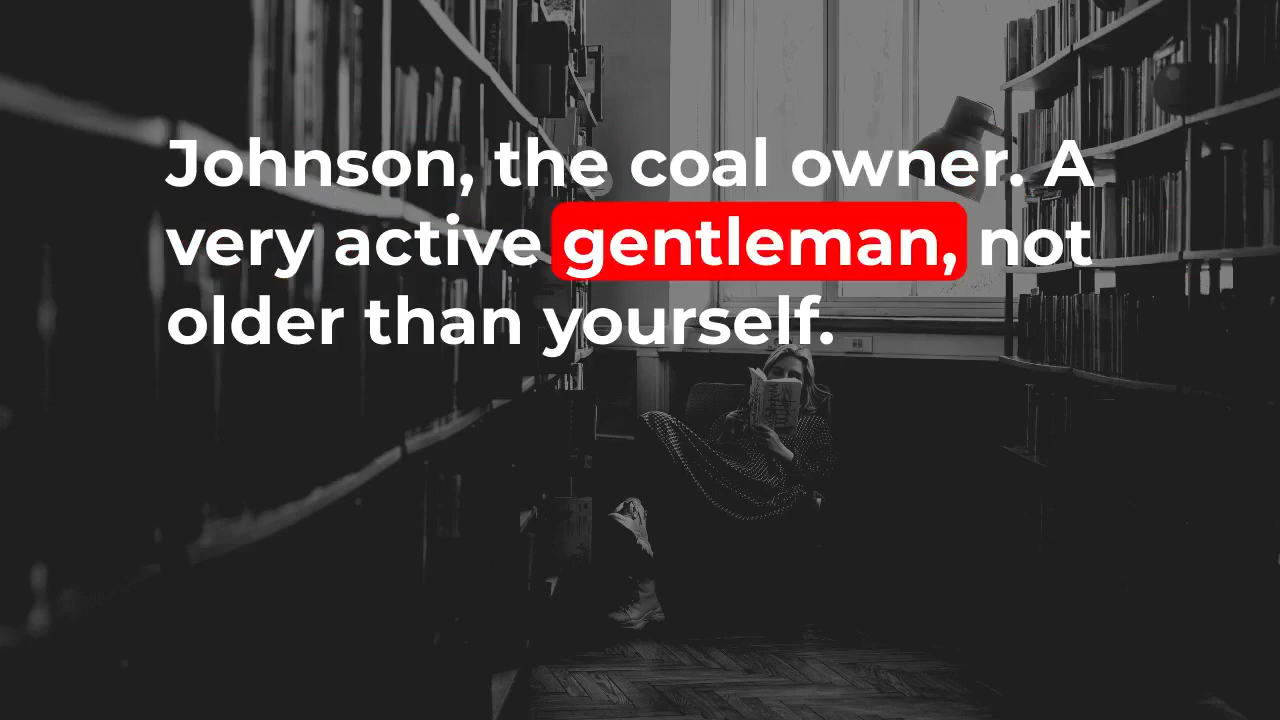 Johnson, the coal owner. A
very active gentleman, not
older than yourself.